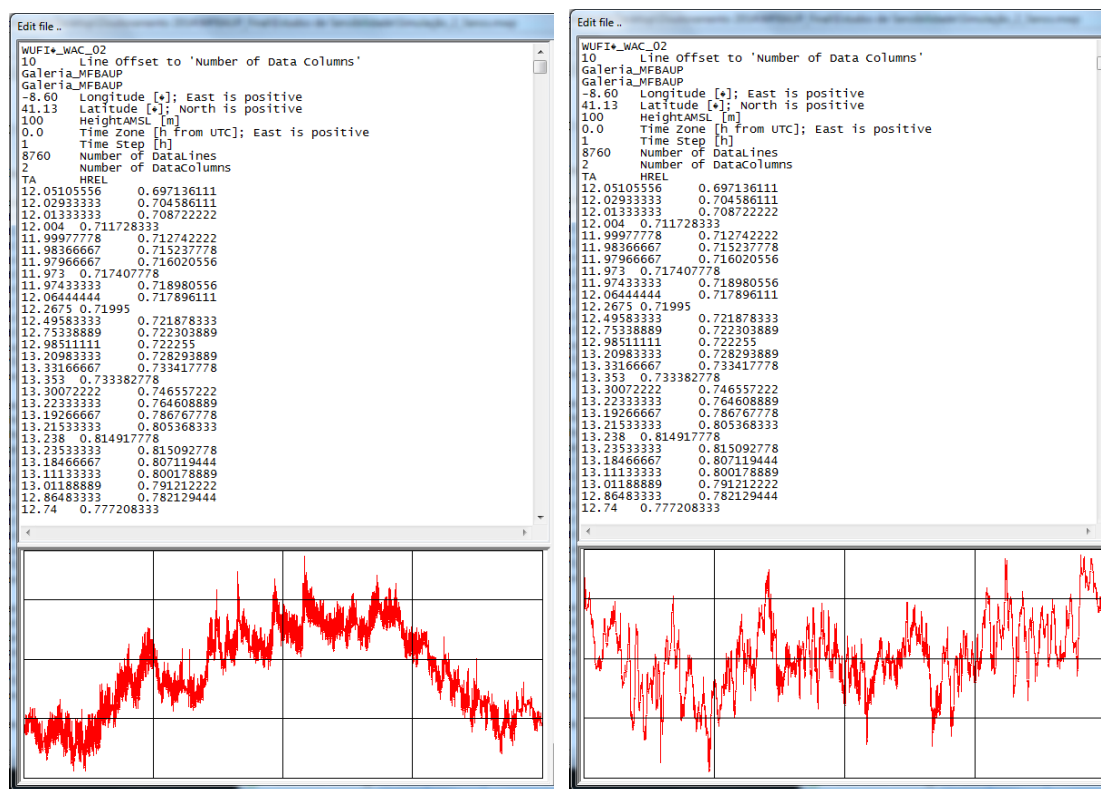 Edit file ..
WUFI♦_WAC_02
10 Line Offset to 'Number of Data Columns'
Galeria_MFBAUP
Galeria_MFBAUP
-8.60 Longitude [♦]; East is positive
41.13 Latitude [♦]; North is positive
100 HeightAMSL [m]
0.0 Time Zone [h from UTC]; East is positive
1 Time Step [h]
8760 Number of DataLines
2 Number of DataColumns
TA HREL
12.05105556 0.697136111
12.02933333 0.704586111
12.01333333 0.708722222
12.004 0.711728333
11.99977778 0.712742222
11.98366667 0.715237778
11.97966667 0.716020556
11.973 0.717407778
11.97433333 0.718980556
12.06444444 0.717896111
12.2675 0.71995
12.49583333 0.721878333
12.75338889 0.722303889
12.98511111 0.722255
13.20983333 0.728293889
13.33166667 0.733417778
13.353 0.733382778
13.30072222 0.746557222
13.22333333 0.764608889
13.19266667 0.786767778
13.21533333 0.805368333
13.238 0.814917778
13.23533333 0.815092778
13.18466667 0.807119444
13.11133333 0.800178889
13.01188889 0.791212222
12.86483333 0.782129444
12.74 0.777208333
Edit file ..
WUFI♦_WAC_02
10 Line Offset to 'Number of Data Columns'
Galeria_MFBAUP
Galeria_MFBAUP
-8.60 Longitude [♦]; East is positive
41.13 Latitude [♦]; North is positive
100 HeightAMSL [m]
0.0 Time Zone [h from UTC]; East is positive
1 Time Step [h]
8760 Number of DataLines
2 Number of DataColumns
TA HREL
12.05105556 0.697136111
12.02933333 0.704586111
12.01333333 0.708722222
12.004 0.711728333
11.99977778 0.712742222
11.98366667 0.715237778
11.97966667 0.716020556
11.973 0.717407778
11.97433333 0.718980556
12.06444444 0.717896111
12.2675 0.71995
12.49583333 0.721878333
12.75338889 0.722303889
12.98511111 0.722255
13.20983333 0.728293889
13.33166667 0.733417778
13.353 0.733382778
13.30072222 0.746557222
13.22333333 0.764608889
13.19266667 0.786767778
13.21533333 0.805368333
13.238 0.814917778
13.23533333 0.815092778
13.18466667 0.807119444
13.11133333 0.800178889
13.01188889 0.791212222
12.86483333 0.782129444
12.74 0.777208333